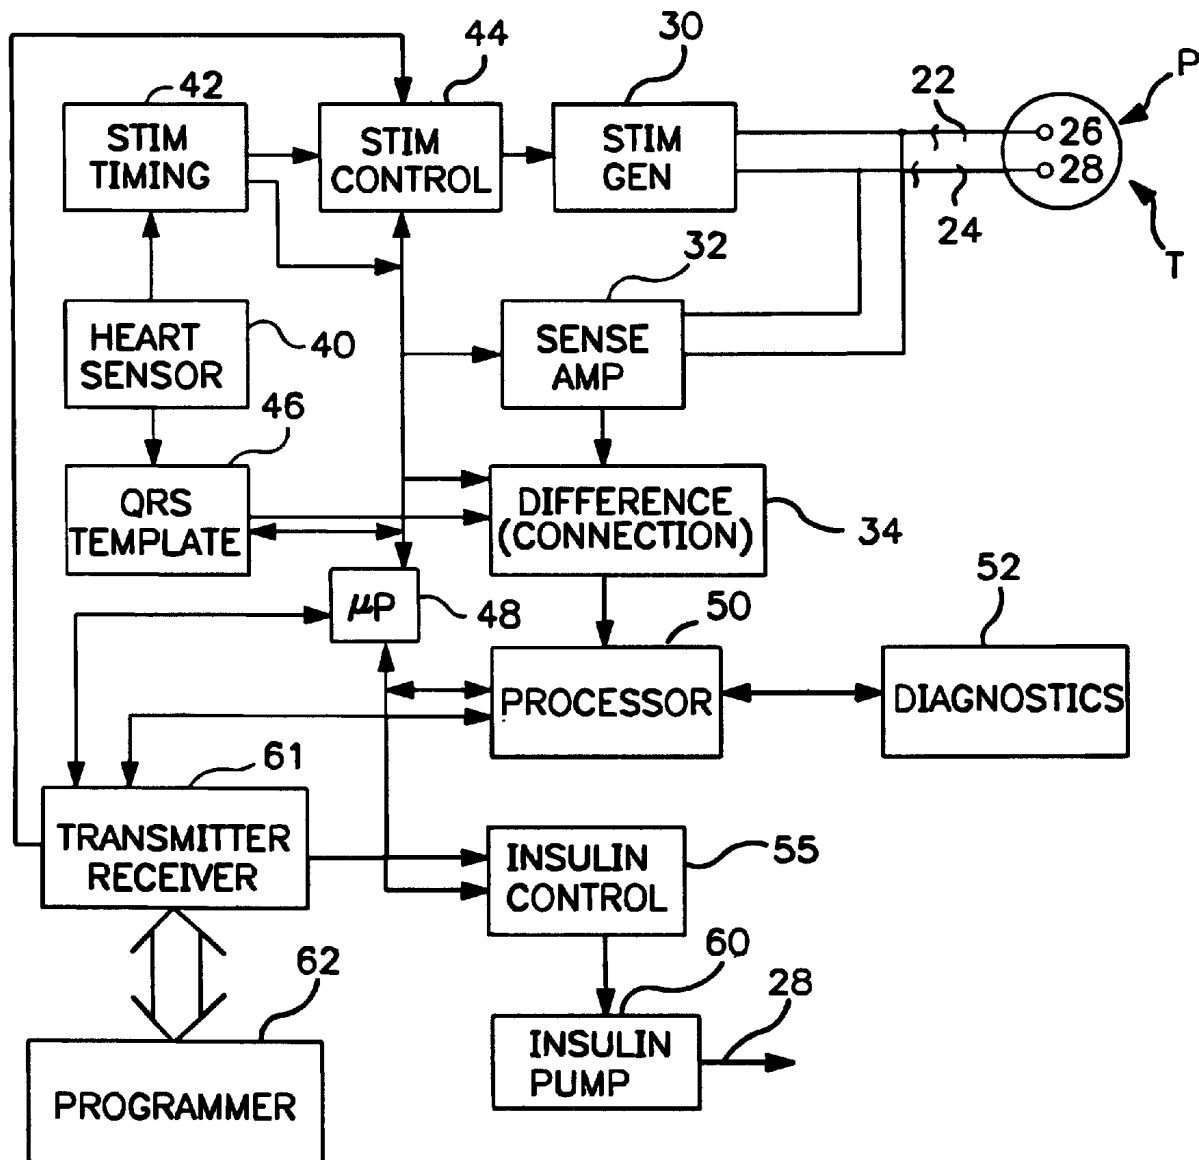 44
30
P
42
22
STIM
TIMING
STIM
CONTROL
STIM
GEN
26
28
24
T
32
HEART
SENSOR
40
SENSE
AMP
46
QRS
TEMPLATE
DIFFERENCE
(CONNECTION)
34
μP
48
50
52
PROCESSOR
DIAGNOSTICS
61
TRANSMITTER
RECEIVER
INSULIN
CONTROL
55
60
62
28
INSULIN
PUMP
PROGRAMMER